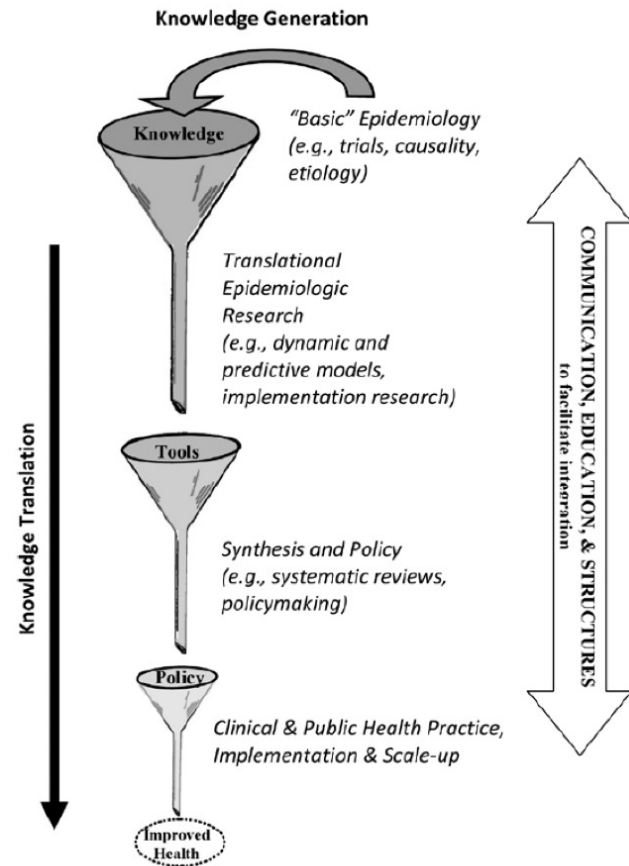 Knowledge Generation
Knowledge
“Basic” Epidemiology
(e.g., trials, causality,
etiology)
Translational
Epidemiologic
Research
(e.g., dynamic and
predictive models,
implementation research)
Tools
Synthesis and Policy
(e.g., systematic reviews,
policymaking)
Policy
Clinical & Public Health Practice,
Implementation & Scale-up
Improved
Health
Knowledge Translation
COMMUNICATION, EDUCATION, & STRUCTURES
to facilitate integration